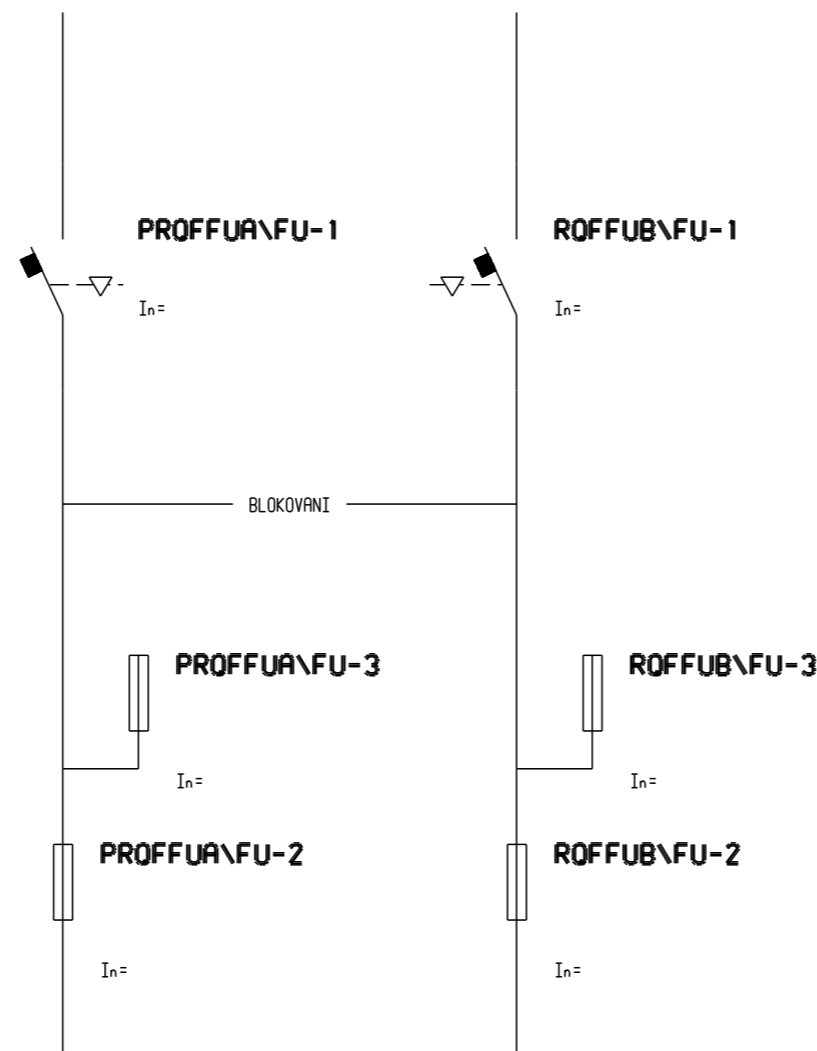 PROFFUA\FU-1
ROFFUB\FU-1
In=
In=
BLOKOVANI
PROFFUA\FU-3
ROFFUB\FU-3
In=
In=
PROFFUA\FU-2
ROFFUB\FU-2
In=
In=